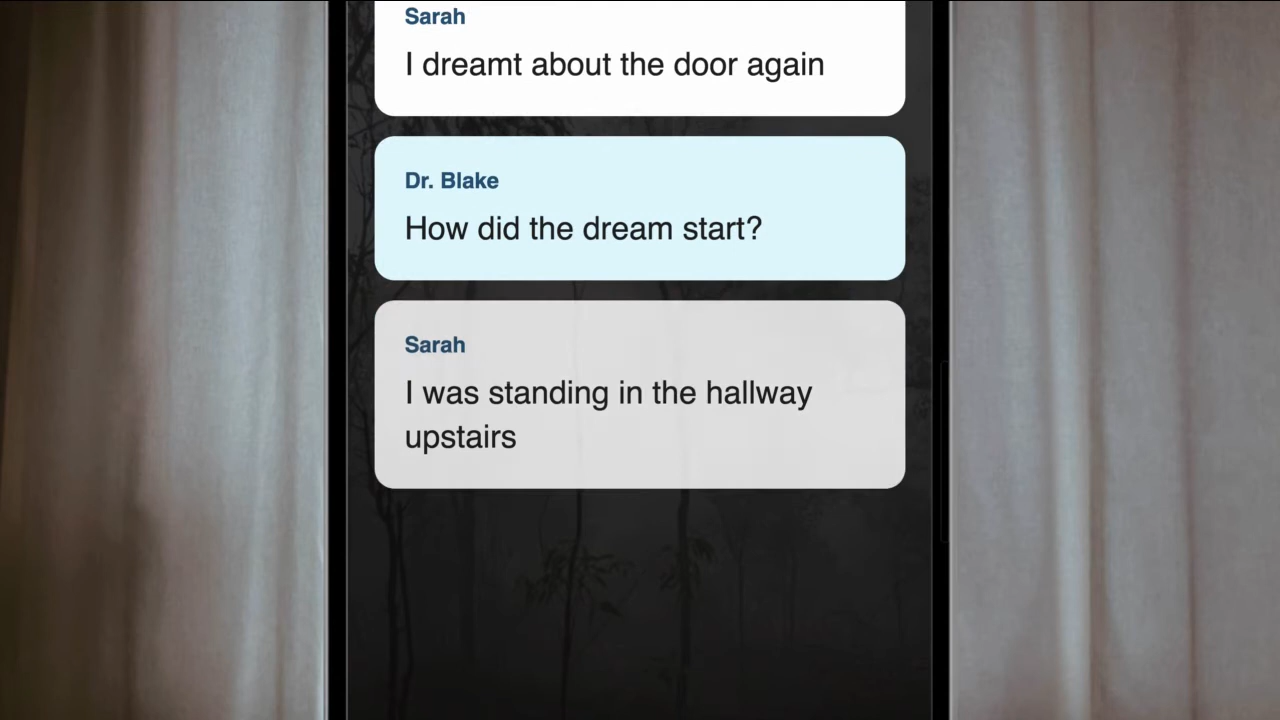 Sarah
I dreamt about the door again
Dr. Blake
How did the dream start?
Sarah
I was standing in the hallway
upstairs